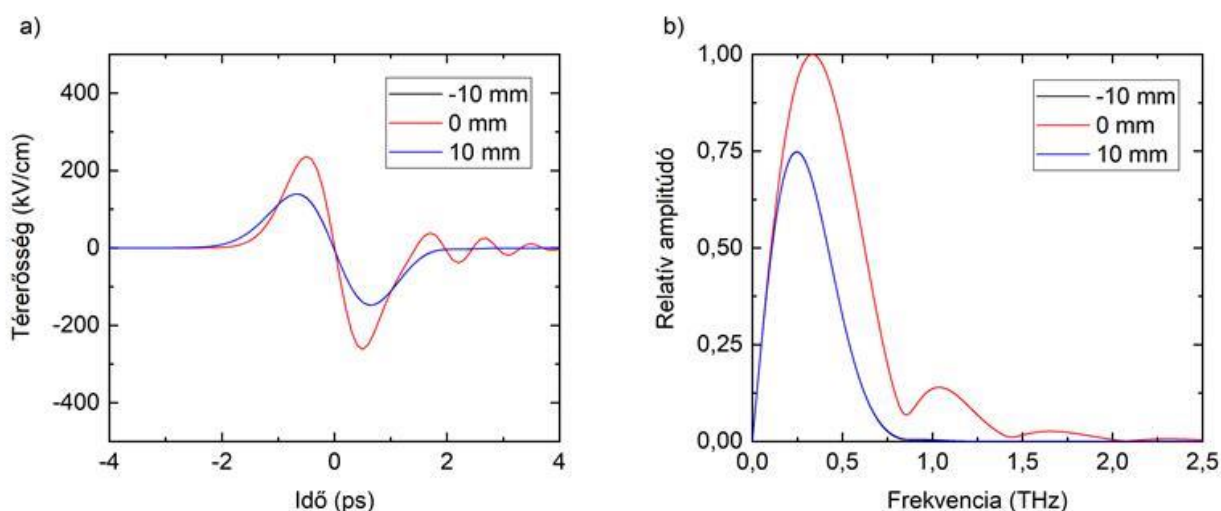 a)
Térerősség (kV/cm)
400
200
0
-200
-400
-4
-2
0
2
4
Idő (ps)
-10 mm
0 mm
10 mm
b)
Relatív amplitúdó
1,00
0,75
0,50
0,25
0,00
0,0
0,5
1,0
1,5
2,0
2,5
Frekvencia (THz)
-10 mm
0 mm
10 mm